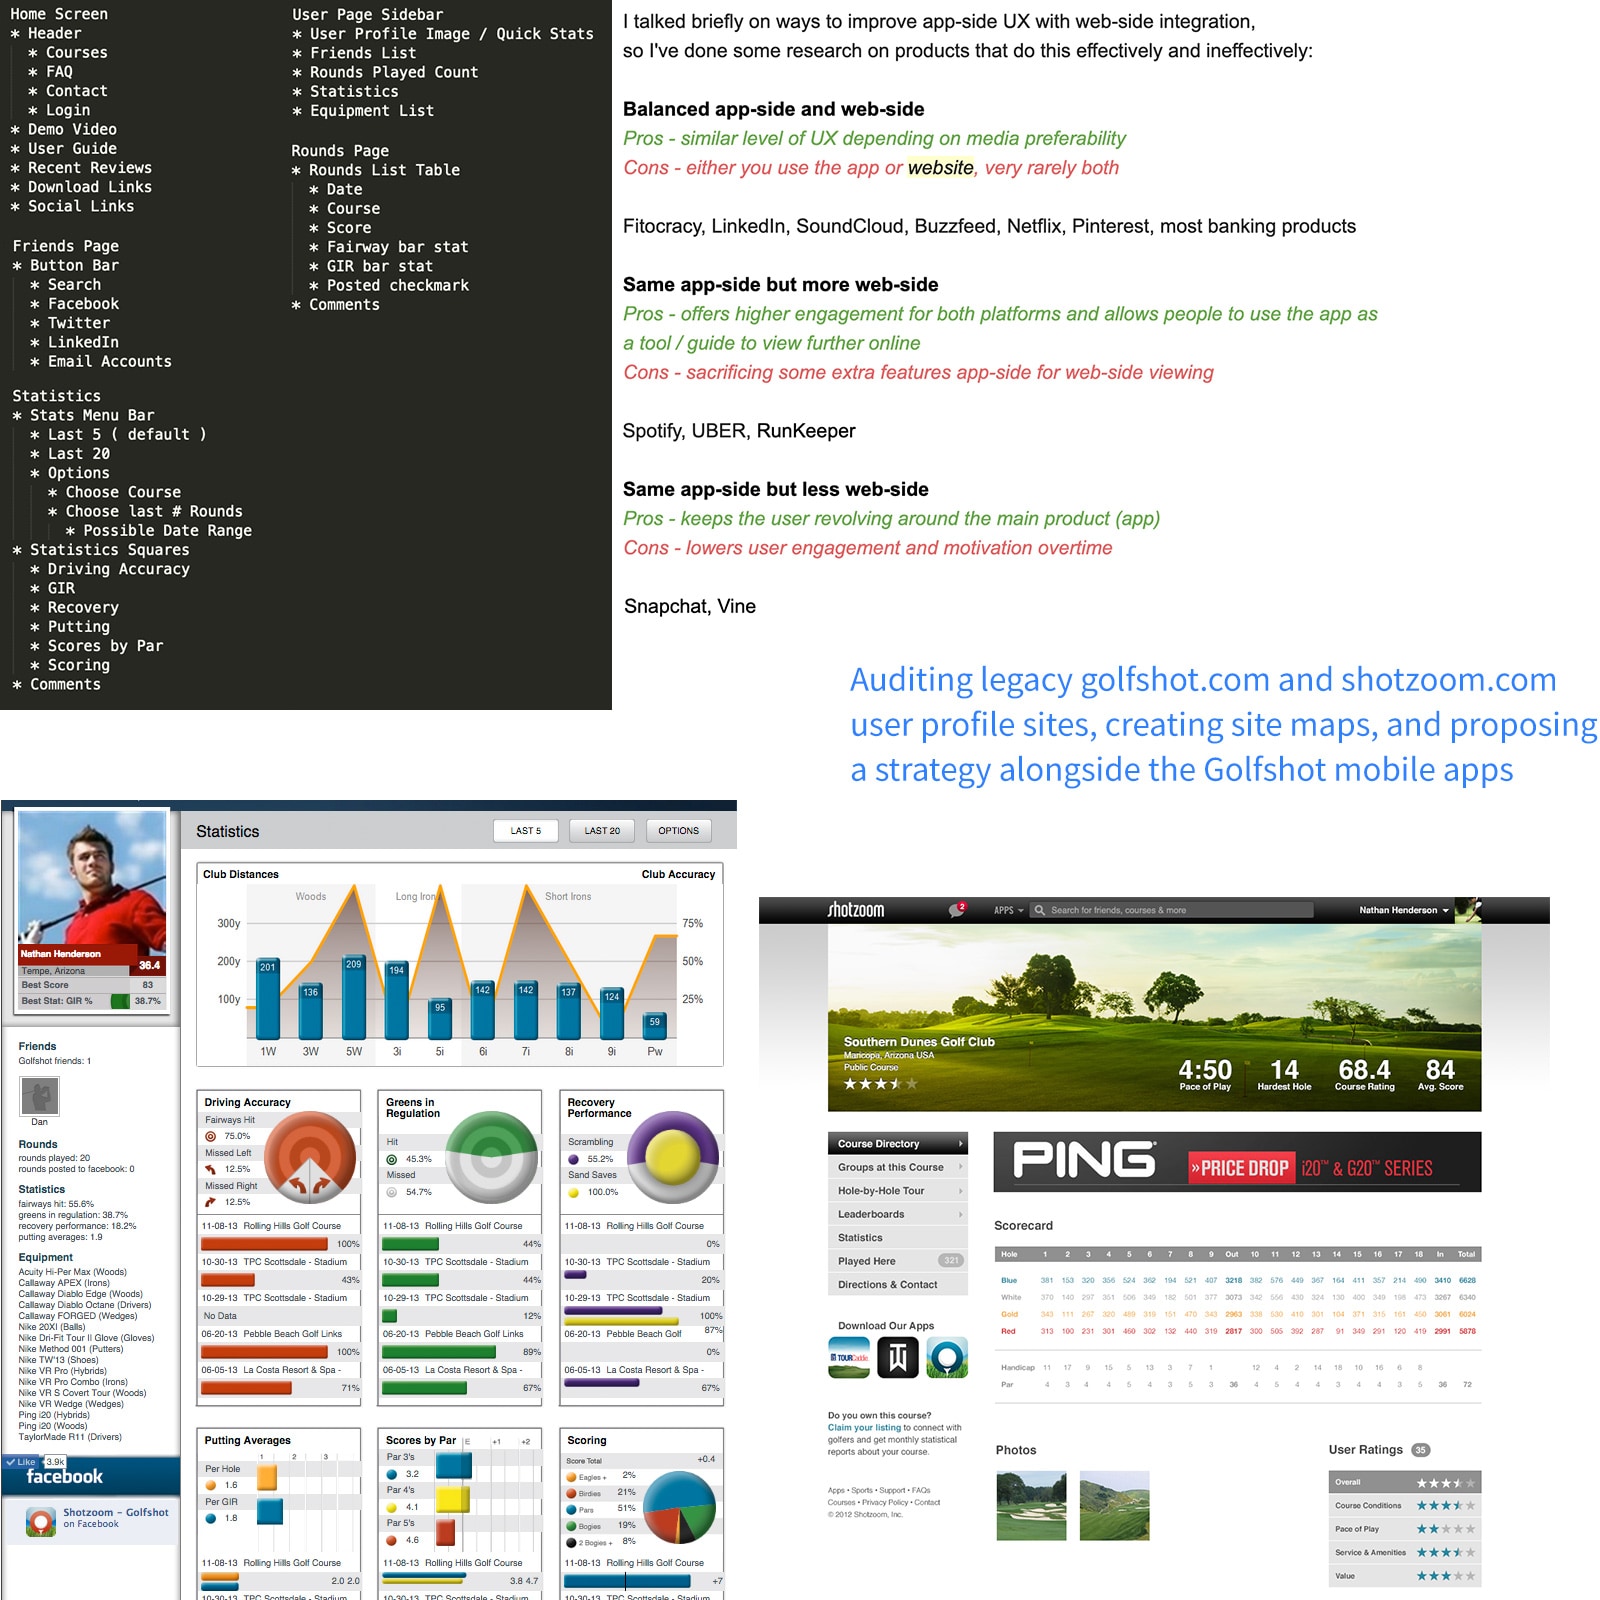 Home Screen
* Header
* Courses
* FAQ
* Contact
* Login
* Demo Video
* User Guide
* Recent Reviews
* Download Links
* Social Links
Friends Page
* Button Bar
* Search
* Facebook
* Twitter
* LinkedIn
* Email Accounts
Statistics
* Stats Menu Bar
* Last 5 ( default )
* Last 20
* Options
* Choose Course
* Choose last # Rounds
* Possible Date Range
* Statistics Squares
* Driving Accuracy
* GIR
* Recovery
* Putting
* Scores by Par
* Scoring
* Comments
User Page Sidebar
* User Profile Image / Quick Stats
* Friends List
* Rounds Played Count
* Statistics
* Equipment List
Rounds Page
* Rounds List Table
* Date
* Course
* Score
* Fairway bar stat
* GIR bar stat
* Posted checkmark
* Comments
I talked briefly on ways to improve app-side UX with web-side integration,
so I've done some research on products that do this effectively and ineffectively:
Balanced app-side and web-side
Pros - similar level of UX depending on media preferability
Cons - either you use the app or website, very rarely both
Fitocracy, LinkedIn, SoundCloud, Buzzfeed, Netflix, Pinterest, most banking products
Same app-side but more web-side
Pros - offers higher engagement for both platforms and allows people to use the app as
a tool / guide to view further online
Cons - sacrificing some extra features app-side for web-side viewing
Spotify, UBER, RunKeeper
Same app-side but less web-side
Pros - keeps the user revolving around the main product (app)
Cons - lowers user engagement and motivation overtime
Snapchat, Vine
Auditing legacy golfshot.com and shotzoom.com
user profile sites, creating site maps, and proposing
a strategy alongside the Golfshot mobile apps
Nathan Henderson
Tempe, Arizona 36.4
Best Score 83
Best Stat: GIR % 38.7%
Friends
Golfshot friends: 1
Dan
Rounds
rounds played: 20
rounds posted to facebook: 0
Statistics
fairways hit: 55.6%
greens in regulation: 38.7%
recovery performance: 18.2%
putting averages: 1.9
Equipment
Acuity Hi-Per Max (Woods)
Callaway APEX (Irons)
Callaway Diablo Edge (Woods)
Callaway Diablo Octane (Drivers)
Callaway FORGED (Wedges)
Nike 20XI (Balls)
Nike Dri-Fit Tour II Glove (Gloves)
Nike Method 001 (Putters)
Nike TW'13 (Shoes)
Nike VR Pro (Hybrids)
Nike VR Pro Combo (Irons)
Nike VR S Covert Tour (Woods)
Nike VR Wedge (Wedges)
Ping i20 (Hybrids)
Ping i20 (Woods)
TaylorMade R11 (Drivers)
Like 3.9k
facebook
Shotzoom – Golfshot
on Facebook
Statistics LAST 5 LAST 20 OPTIONS
Club Distances Club Accuracy
Woods Long Iron Short Irons
300y 75%
200y 50%
100y 25%
201 136 209 194 95 142 142 137 124 59
1W 3W 5W 3i 5i 6i 7i 8i 9i Pw
Driving Accuracy
Fairways Hit
75.0%
Missed Left
12.5%
Missed Right
12.5%
11-08-13 Rolling Hills Golf Course
100%
10-30-13 TPC Scottsdale - Stadium
43%
10-29-13 TPC Scottsdale - Stadium
No Data
06-20-13 Pebble Beach Golf Links
100%
06-05-13 La Costa Resort & Spa -
71%
Greens in
Regulation
Hit
45.3%
Missed
54.7%
11-08-13 Rolling Hills Golf Course
44%
10-30-13 TPC Scottsdale - Stadium
44%
10-29-13 TPC Scottsdale - Stadium
12%
06-20-13 Pebble Beach Golf Links
89%
06-05-13 La Costa Resort & Spa -
67%
Recovery
Performance
Scrambling
55.2%
Sand Saves
100.0%
11-08-13 Rolling Hills Golf Course
0%
10-30-13 TPC Scottsdale - Stadium
20%
10-29-13 TPC Scottsdale - Stadium
100%
87%
06-20-13 Pebble Beach Golf
0%
06-05-13 La Costa Resort & Spa -
67%
Putting Averages
1 2 3
Per Hole
1.6
Per GIR
1.8
11-08-13 Rolling Hills Golf Course
2.0 2.0
10-30-13 TPC Scottsdale - Stadium
Scores by Par E +1 +2
Par 3's
3.2
Par 4's
4.1
Par 5's
4.6
11-08-13 Rolling Hills Golf Course
3.8 4.7
10-30-13 TPC Scottsdale - Stadium
Scoring
Score Total +0.4
Eagles + 2%
Birdies 21%
Pars 51%
Bogies 19%
2 Bogies + 8%
11-08-13 Rolling Hills Golf Course
+7
10-30-13 TPC Scottsdale - Stadium
shotzoom 2 APPS Search for friends, courses & more Nathan Henderson
Southern Dunes Golf Club
Maricopa, Arizona USA
Public Course
4:50 14 68.4 84
Pace of Play Hardest Hole Course Rating Avg. Score
Course Directory
Groups at this Course
Hole-by-Hole Tour
Leaderboards
Statistics
Played Here 321
Directions & Contact
Download Our Apps
TOURCaddie
Do you own this course?
Claim your listing to connect with
golfers and get monthly statistical
reports about your course.
Apps • Sports • Support • FAQs
Courses • Privacy Policy • Contact
© 2012 Shotzoom, Inc.
PING »PRICE DROP i20™ & G20™ SERIES
Scorecard
Hole 1 2 3 4 5 6 7 8 9 Out 10 11 12 13 14 15 16 17 18 In Total
Blue 381 153 320 356 524 362 194 521 407 3218 382 576 449 367 164 411 357 214 490 3410 6628
White 370 140 297 351 506 349 182 501 377 3073 342 556 430 354 130 400 349 198 473 3267 6340
Gold 343 111 267 320 489 319 151 470 343 2963 338 530 410 301 104 371 315 161 450 3061 6024
Red 313 100 231 301 460 302 132 440 319 2817 300 505 392 287 91 349 291 120 419 2991 5878
Handicap 11 17 9 15 5 13 3 7 1 12 4 2 14 18 10 16 6 8
Par 4 3 4 4 5 4 3 5 4 36 4 5 4 4 3 4 4 3 5 36 72
Photos
User Ratings 35
Overall
Course Conditions
Pace of Play
Service & Amenities
Value